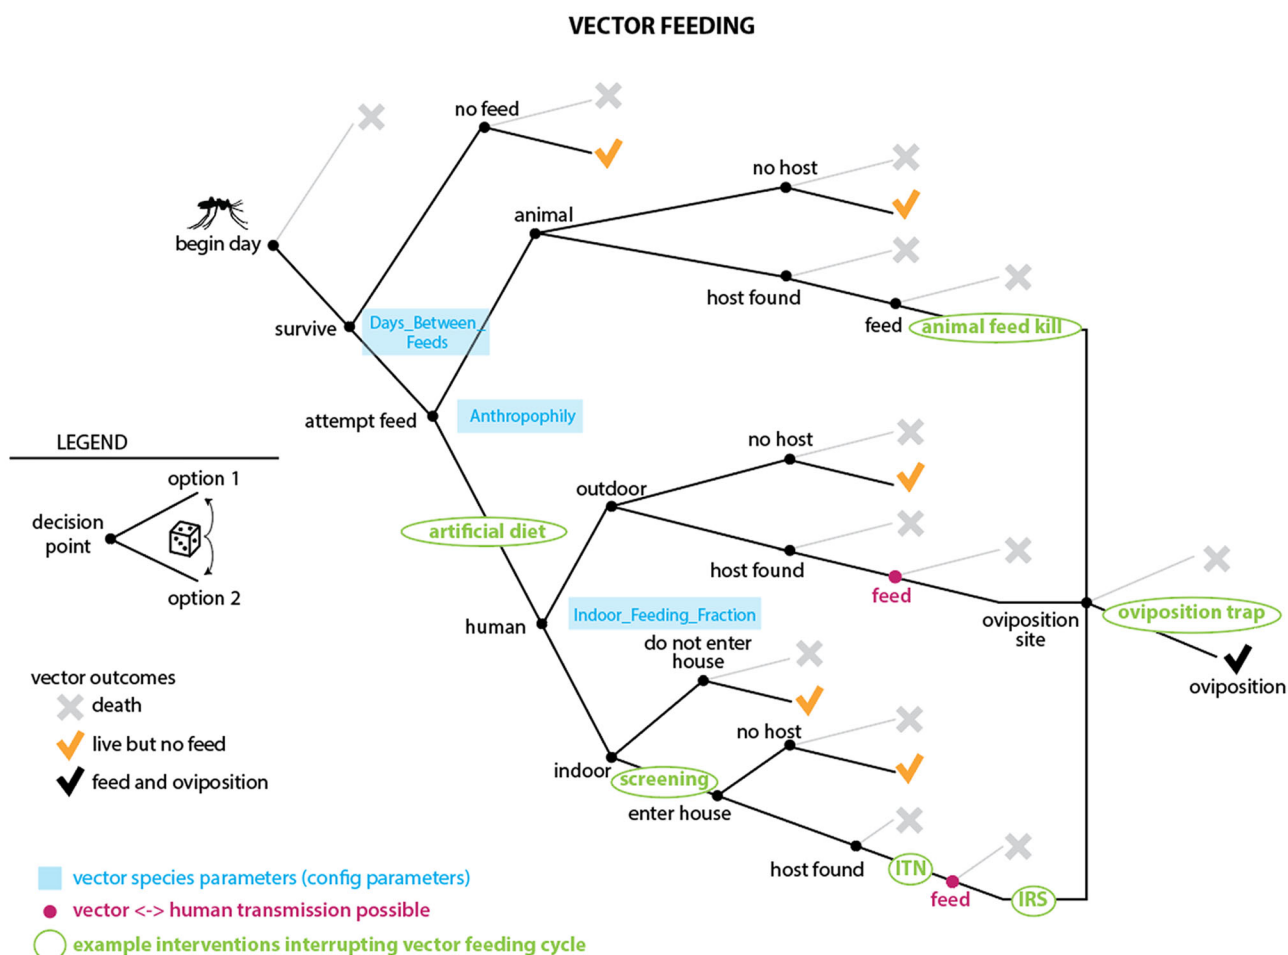 VECTOR FEEDING
no feed
no host
animal
begin day
host found
survive
Days_Between_
Feeds
feed
animal feed kill
attempt feed
Anthropophily
LEGEND
option 1
decision
point
option 2
no host
outdoor
artificial diet
host found
feed
human
Indoor_Feeding_Fraction
oviposition
site
oviposition trap
oviposition
do not enter
house
vector outcomes
death
live but no feed
feed and oviposition
no host
indoor
screening
enter house
host found
ITN
feed
IRS
vector species parameters (config parameters)
vector <-> human transmission possible
example interventions interrupting vector feeding cycle